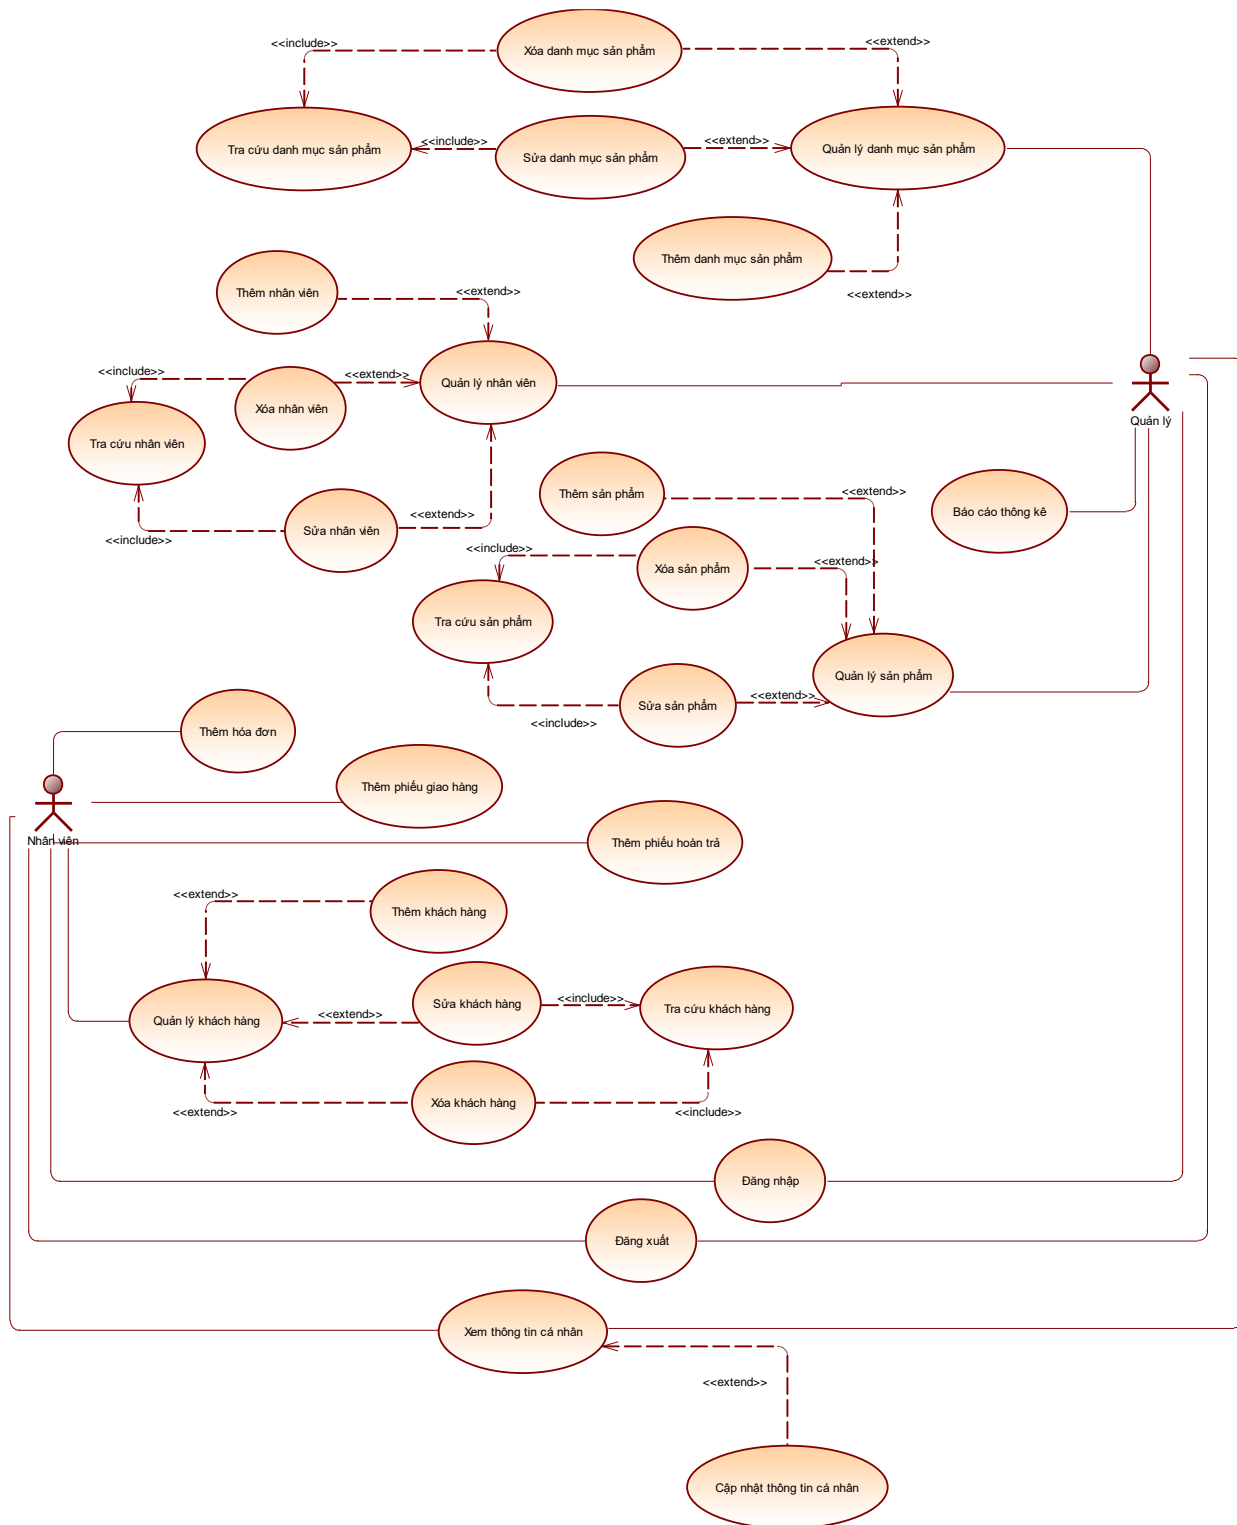 <<include>>
Xóa danh mục sản phẩm
<<extend>>
Tra cứu danh mục sản phẩm
<<include>>
Sửa danh mục sản phẩm
<<extend>>
Quản lý danh mục sản phẩm
Thêm danh mục sản phẩm
<<extend>>
Thêm nhân viên
<<extend>>
<<include>>
Xóa nhân viên
<<extend>>
Quản lý nhân viên
Tra cứu nhân viên
Quản lý
<<include>>
Sửa nhân viên
<<extend>>
Thêm sản phẩm
<<extend>>
Báo cáo thông kê
<<include>>
Xóa sản phẩm
<<extend>>
Tra cứu sản phẩm
Quản lý sản phẩm
<<include>>
Sửa sản phẩm
<<extend>>
Thêm hóa đơn
Thêm phiếu giao hàng
Nhân viên
Thêm phiếu hoàn trả
<<extend>>
Thêm khách hàng
Quản lý khách hàng
<<extend>>
Sửa khách hàng
<<include>>
Tra cứu khách hàng
<<extend>>
Xóa khách hàng
<<include>>
Đăng nhập
Đăng xuất
Xem thông tin cá nhân
<<extend>>
Cập nhật thông tin cá nhân